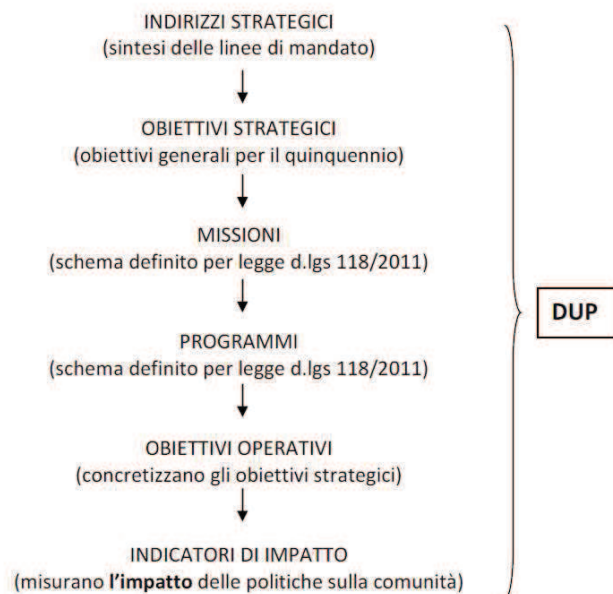 INDIRIZZI STRATEGICI
(sintesi delle linee di mandato)
OBIETTIVI STRATEGICI
(obiettivi generali per il quinquennio)
MISSIONI
(schema definito per legge d.lgs 118/2011)
PROGRAMMI
(schema definito per legge d.lgs 118/2011)
OBIETTIVI OPERATIVI
(concretizzano gli obiettivi strategici)
INDICATORI DI IMPATTO
(misurano l'impatto delle politiche sulla comunità)
DUP